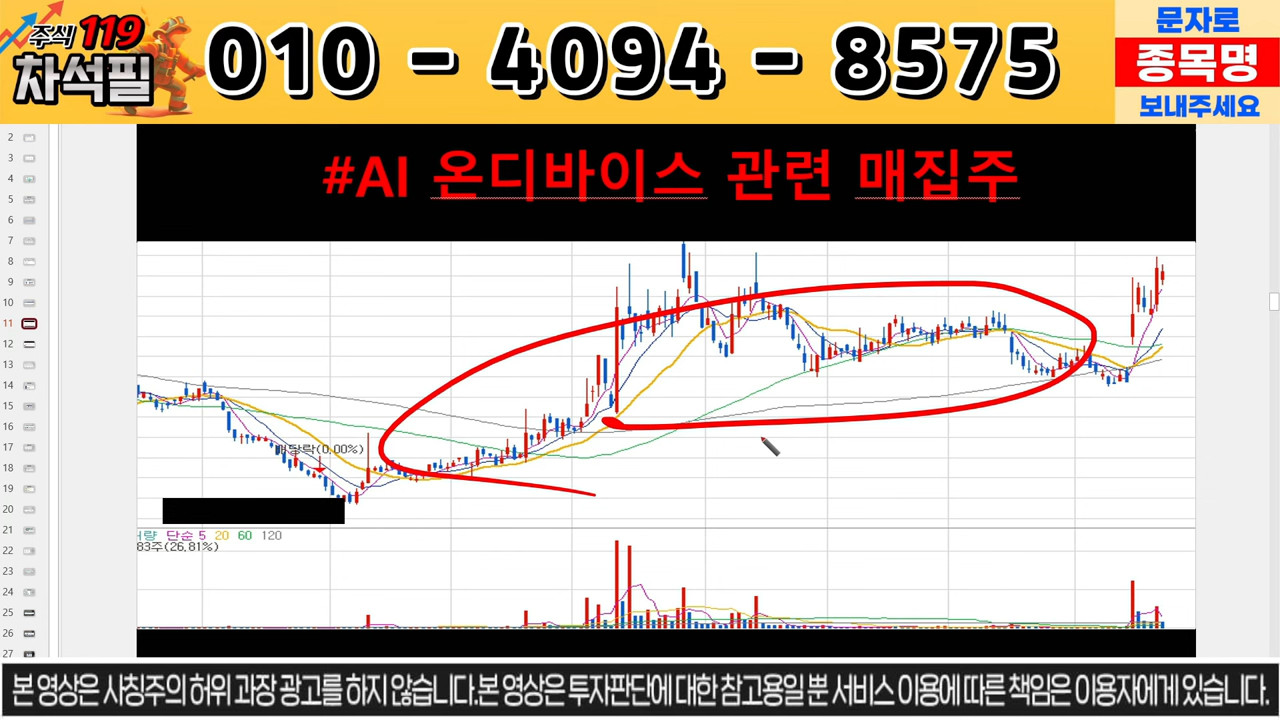 주식 119
차석필
010 - 4094 - 8575
문자로
종목명
보내주세요
#AI 온디바이스 관련 매집주
2
3
4
5
6
7
8
9
10
11
12
13
14
15
16
17
18
19
20
21
22
23
24
25
26
27
배당락(0.00%)
거량 단순 5 20 60 120
83주(26.81%)
본 영상은 사칭주의 허위 과장 광고를 하지 않습니다.본 영상은 투자판단에 대한 참고용일 뿐 서비스 이용에 따른 책임은 이용자에게 있습니다.